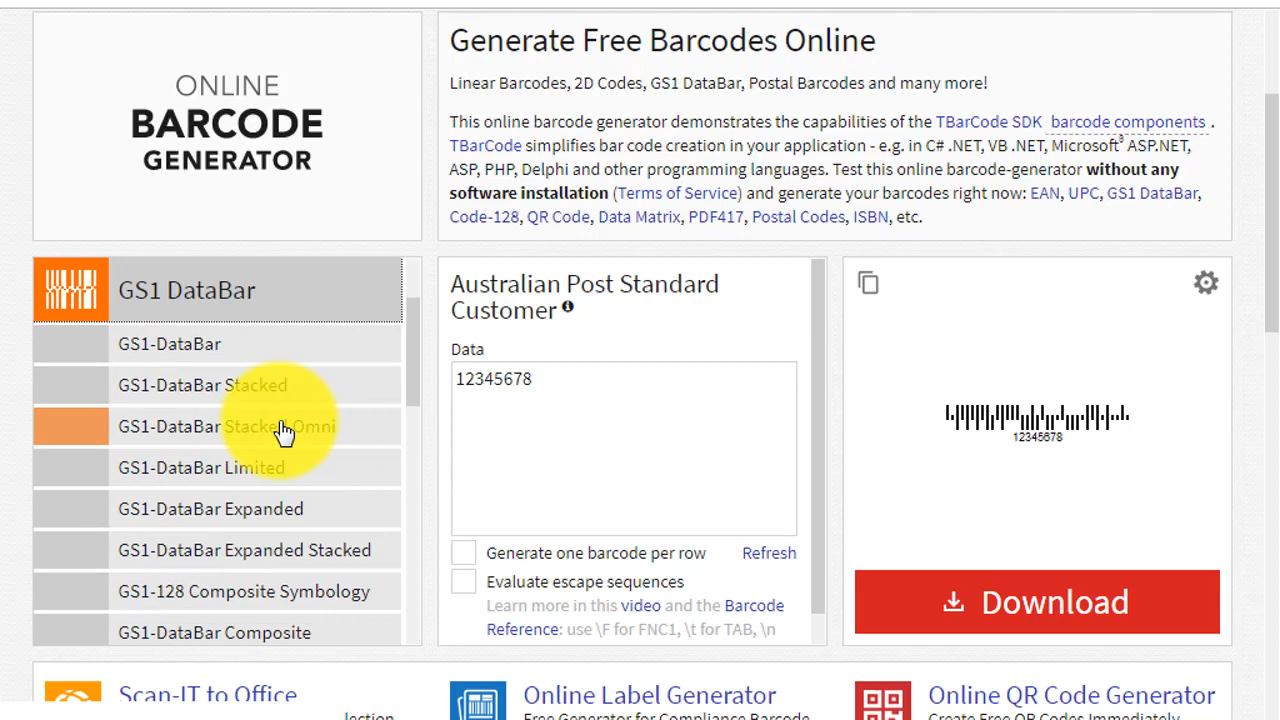 ONLINE
BARCODE
GENERATOR
Generate Free Barcodes Online
Linear Barcodes, 2D Codes, GS1 DataBar, Postal Barcodes and many more!
This online barcode generator demonstrates the capabilities of the TBarCode SDK barcode components .
TBarCode simplifies bar code creation in your application - e.g. in C# .NET, VB .NET, Microsoft® ASP.NET,
ASP, PHP, Delphi and other programming languages. Test this online barcode-generator without any
software installation (Terms of Service) and generate your barcodes right now: EAN, UPC, GS1 DataBar,
Code-128, QR Code, Data Matrix, PDF417, Postal Codes, ISBN, etc.
GS1 DataBar
GS1-DataBar
GS1-DataBar Stacked
GS1-DataBar Stacked Omni
GS1-DataBar Limited
GS1-DataBar Expanded
GS1-DataBar Expanded Stacked
GS1-128 Composite Symbology
GS1-DataBar Composite
Australian Post Standard
Customer
Data
12345678
Generate one barcode per row Refresh
Evaluate escape sequences
Learn more in this video and the Barcode
Reference: use \F for FNC1, \t for TAB, \n
12345678
Download
Scan-IT to Office
lection
Online Label Generator
Free Generator for Compliance Barcode
Online QR Code Generator
Create Free QR Codes Immediately